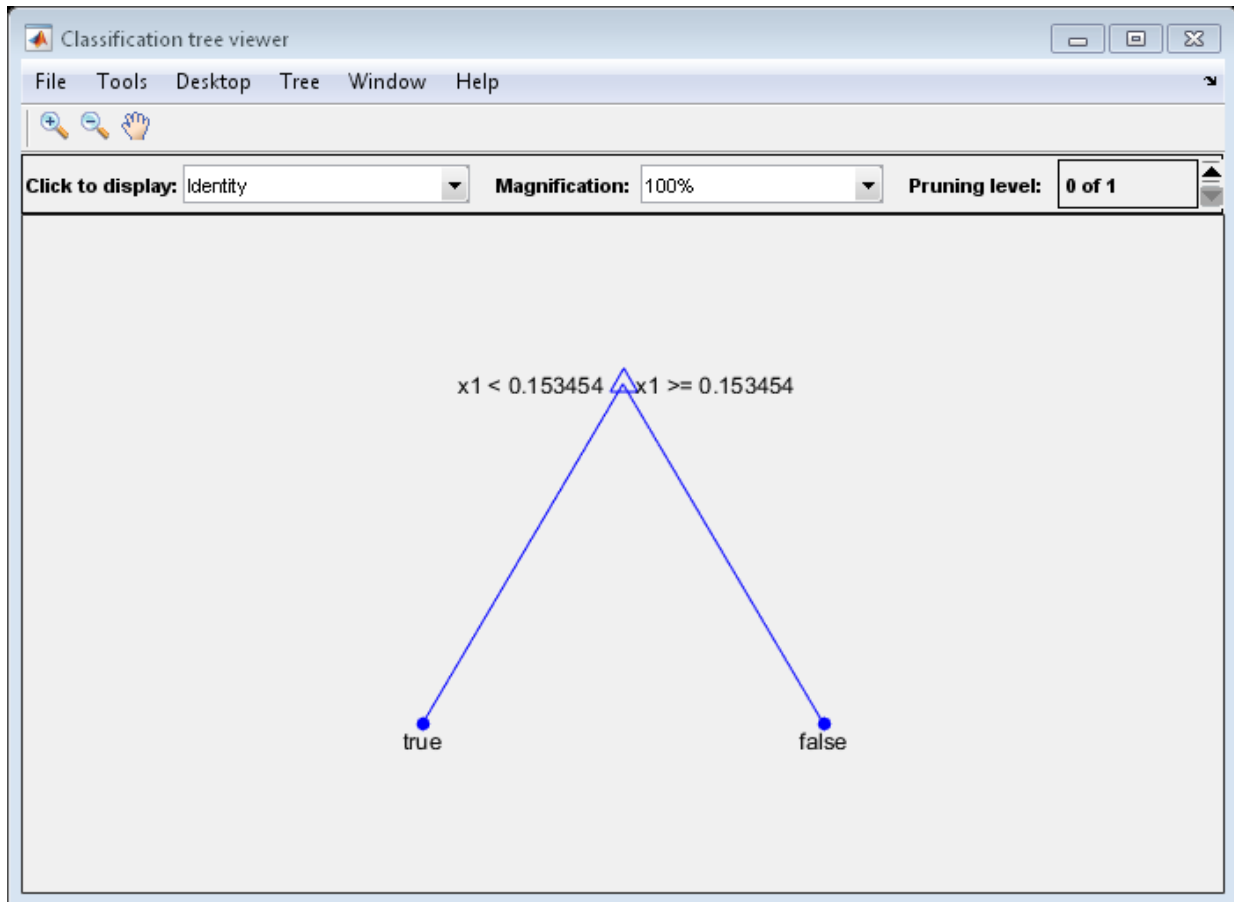 Classification tree viewer
File Tools Desktop Tree Window Help
Click to display: Identity Magnification: 100% Pruning level: 0 of 1
x1 < 0.153454 x1 >= 0.153454
true false